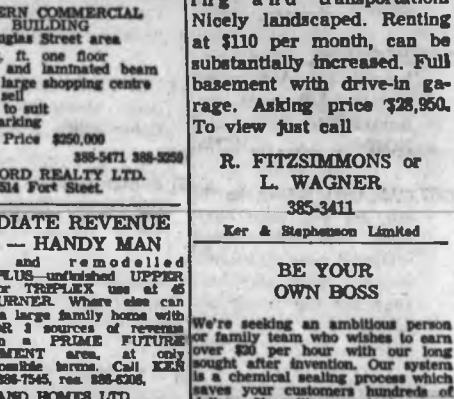 ERN COMMERCIAL
BUILDING
Street area
ft. one floor
and laminated beam
large shopping centre
sell
to suit
Price $250,000
388-5471 388-5259
ORD REALTY LTD.
514 Fort Street
DIATE REVENUE
— HANDY MAN
and remodelled
PLUS—unfinished UPPER
or TRIPLEX use at 45
URNER. Where else can
a large family home with
OR 3 sources of revenue
n a PRIME FUTURE
MENT area, at only
terms. Call KEN
386-7545, res.
AND HOMES LTD
and transportation.
Nicely landscaped. Renting
at $110 per month, can be
substantially increased. Full
basement with drive-in ga-
rage. Asking price $28,950.
To view just call
R. FITZSIMMONS or
L. WAGNER
385-3411
Ker & Stephenson Limited
BE YOUR
OWN BOSS
We're seeking an ambitious person
or family team who wishes to earn
over $20 per hour with our long
sought after invention. Our system
is a chemical sealing process which
saves your customers hundreds of